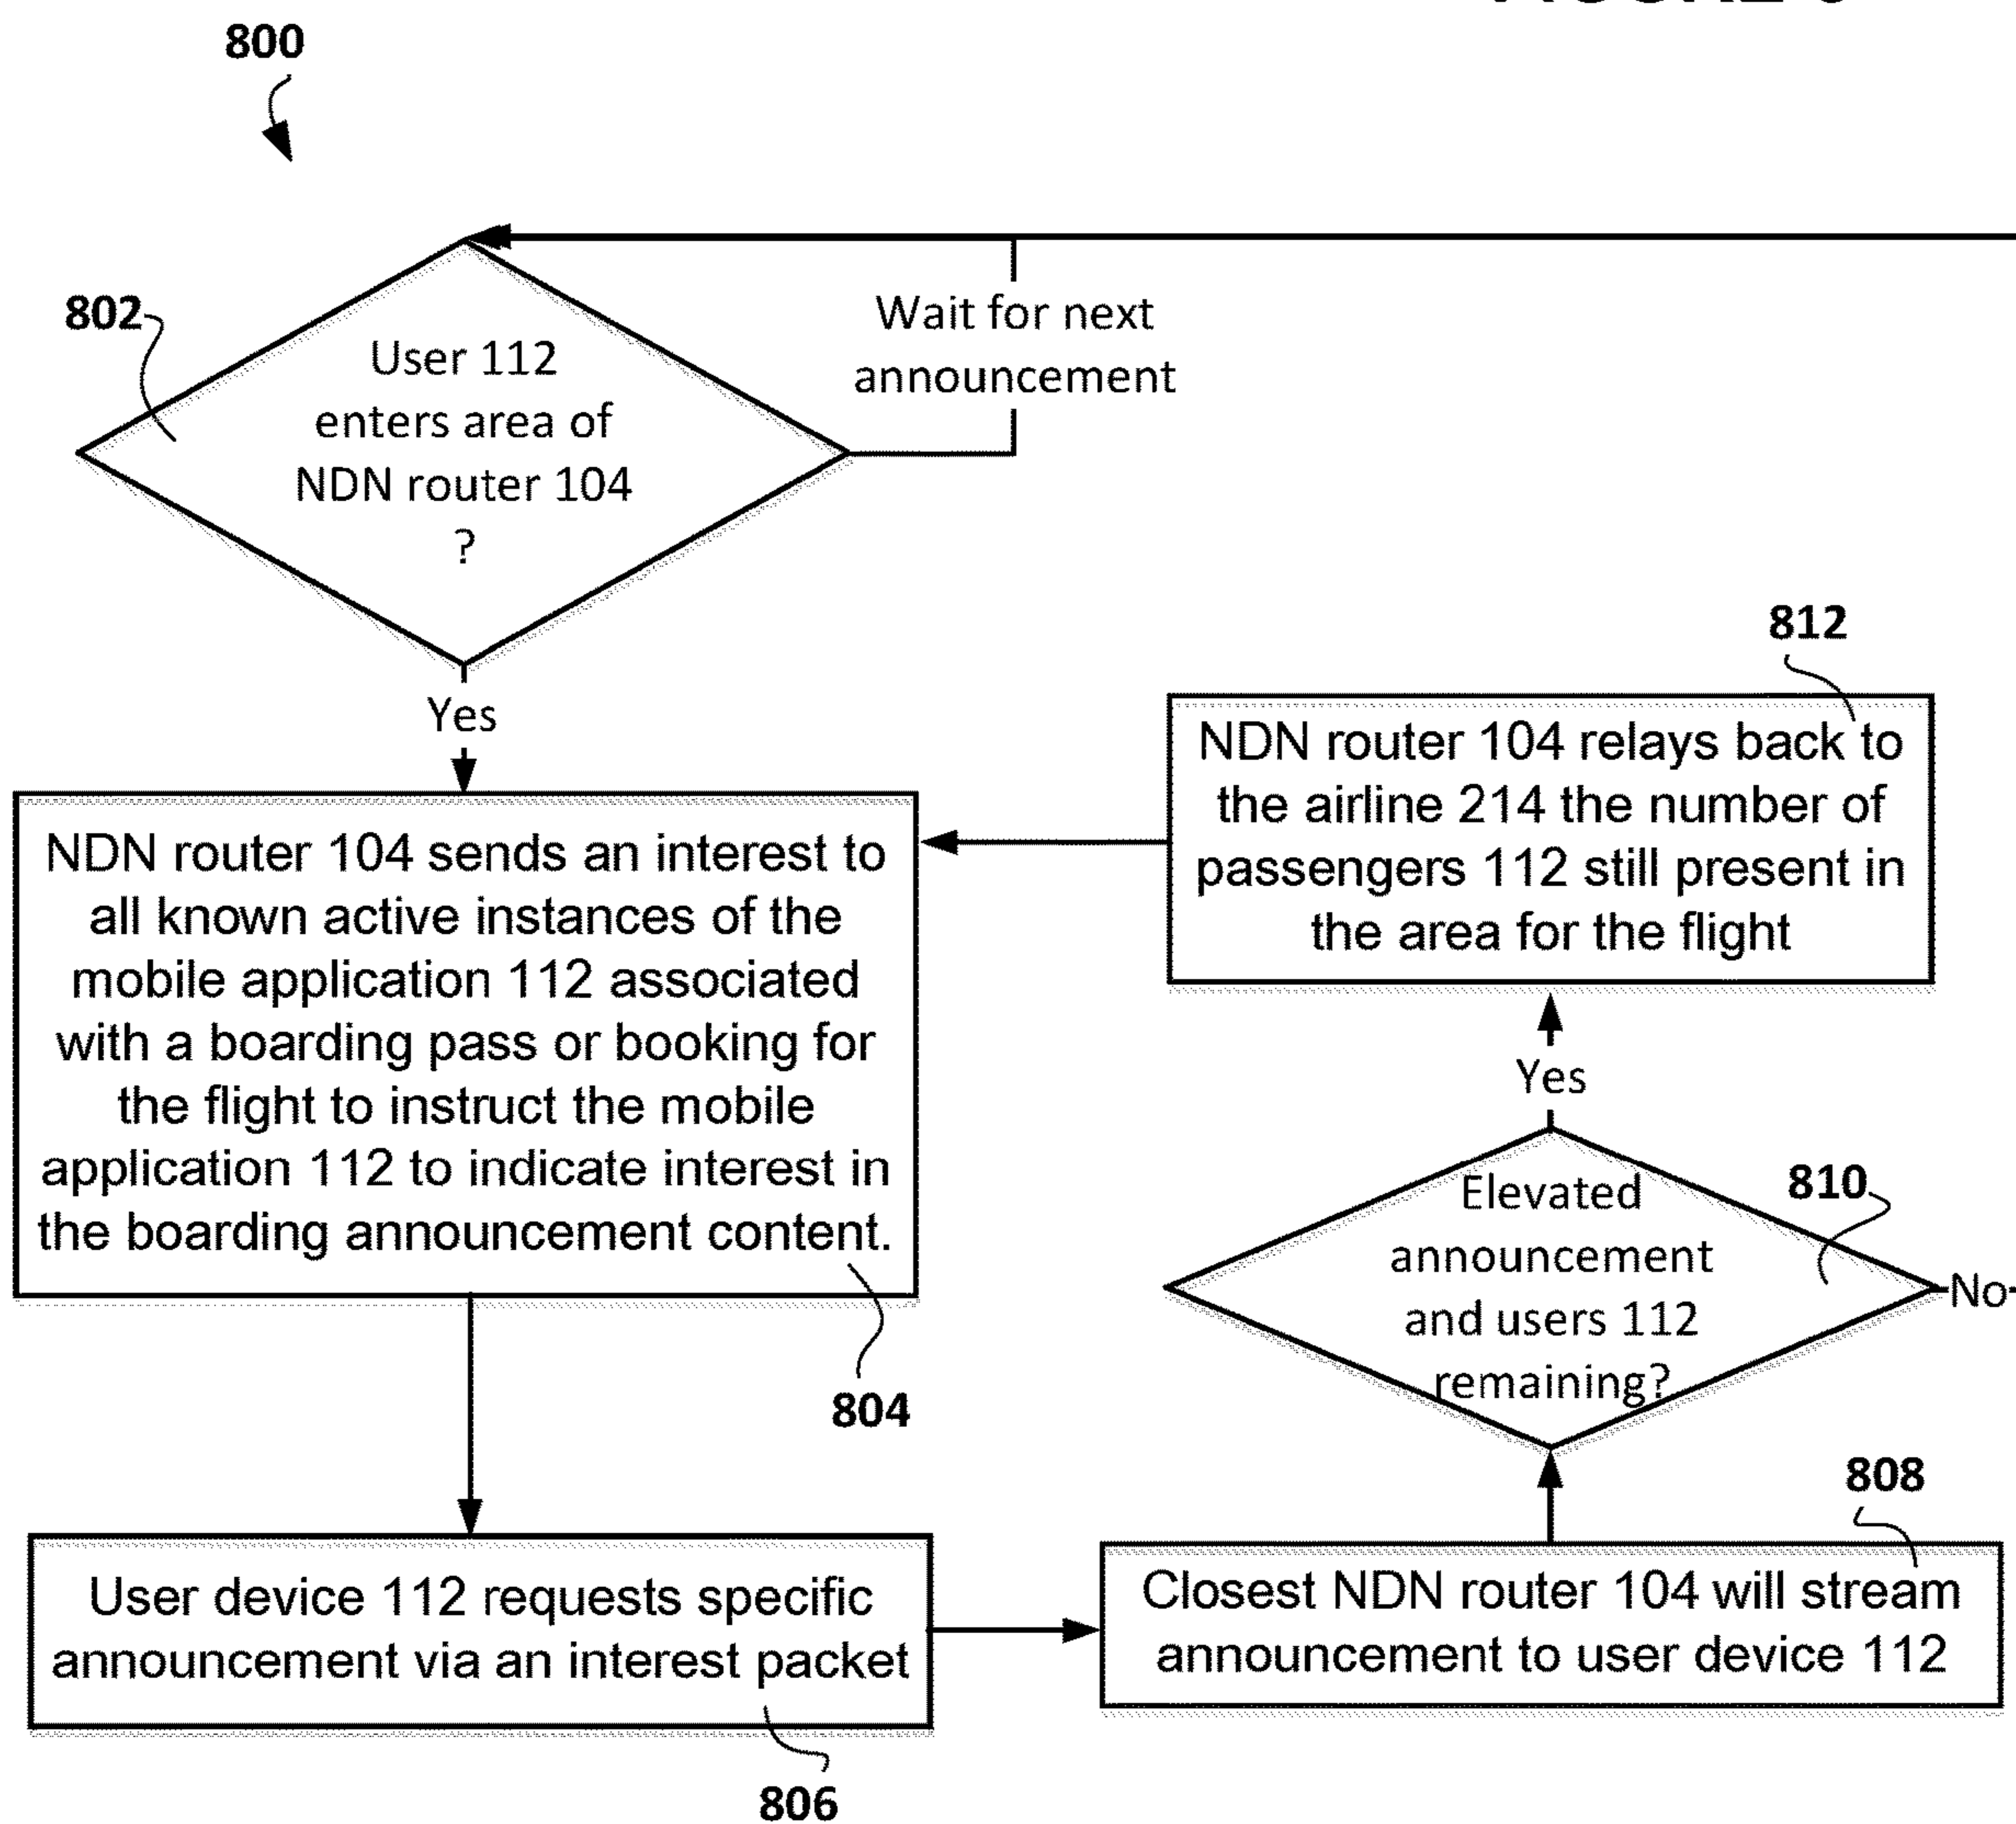 800
802
User 112
enters area of
NDN router 104
?
Wait for next
announcement
Yes
NDN router 104 sends an interest to
all known active instances of the
mobile application 112 associated
with a boarding pass or booking for
the flight to instruct the mobile
application 112 to indicate interest in
the boarding announcement content.
804
User device 112 requests specific
announcement via an interest packet
806
808
Closest NDN router 104 will stream
announcement to user device 112
810
Elevated
announcement
and users 112
remaining?
No
Yes
812
NDN router 104 relays back to
the airline 214 the number of
passengers 112 still present in
the area for the flight